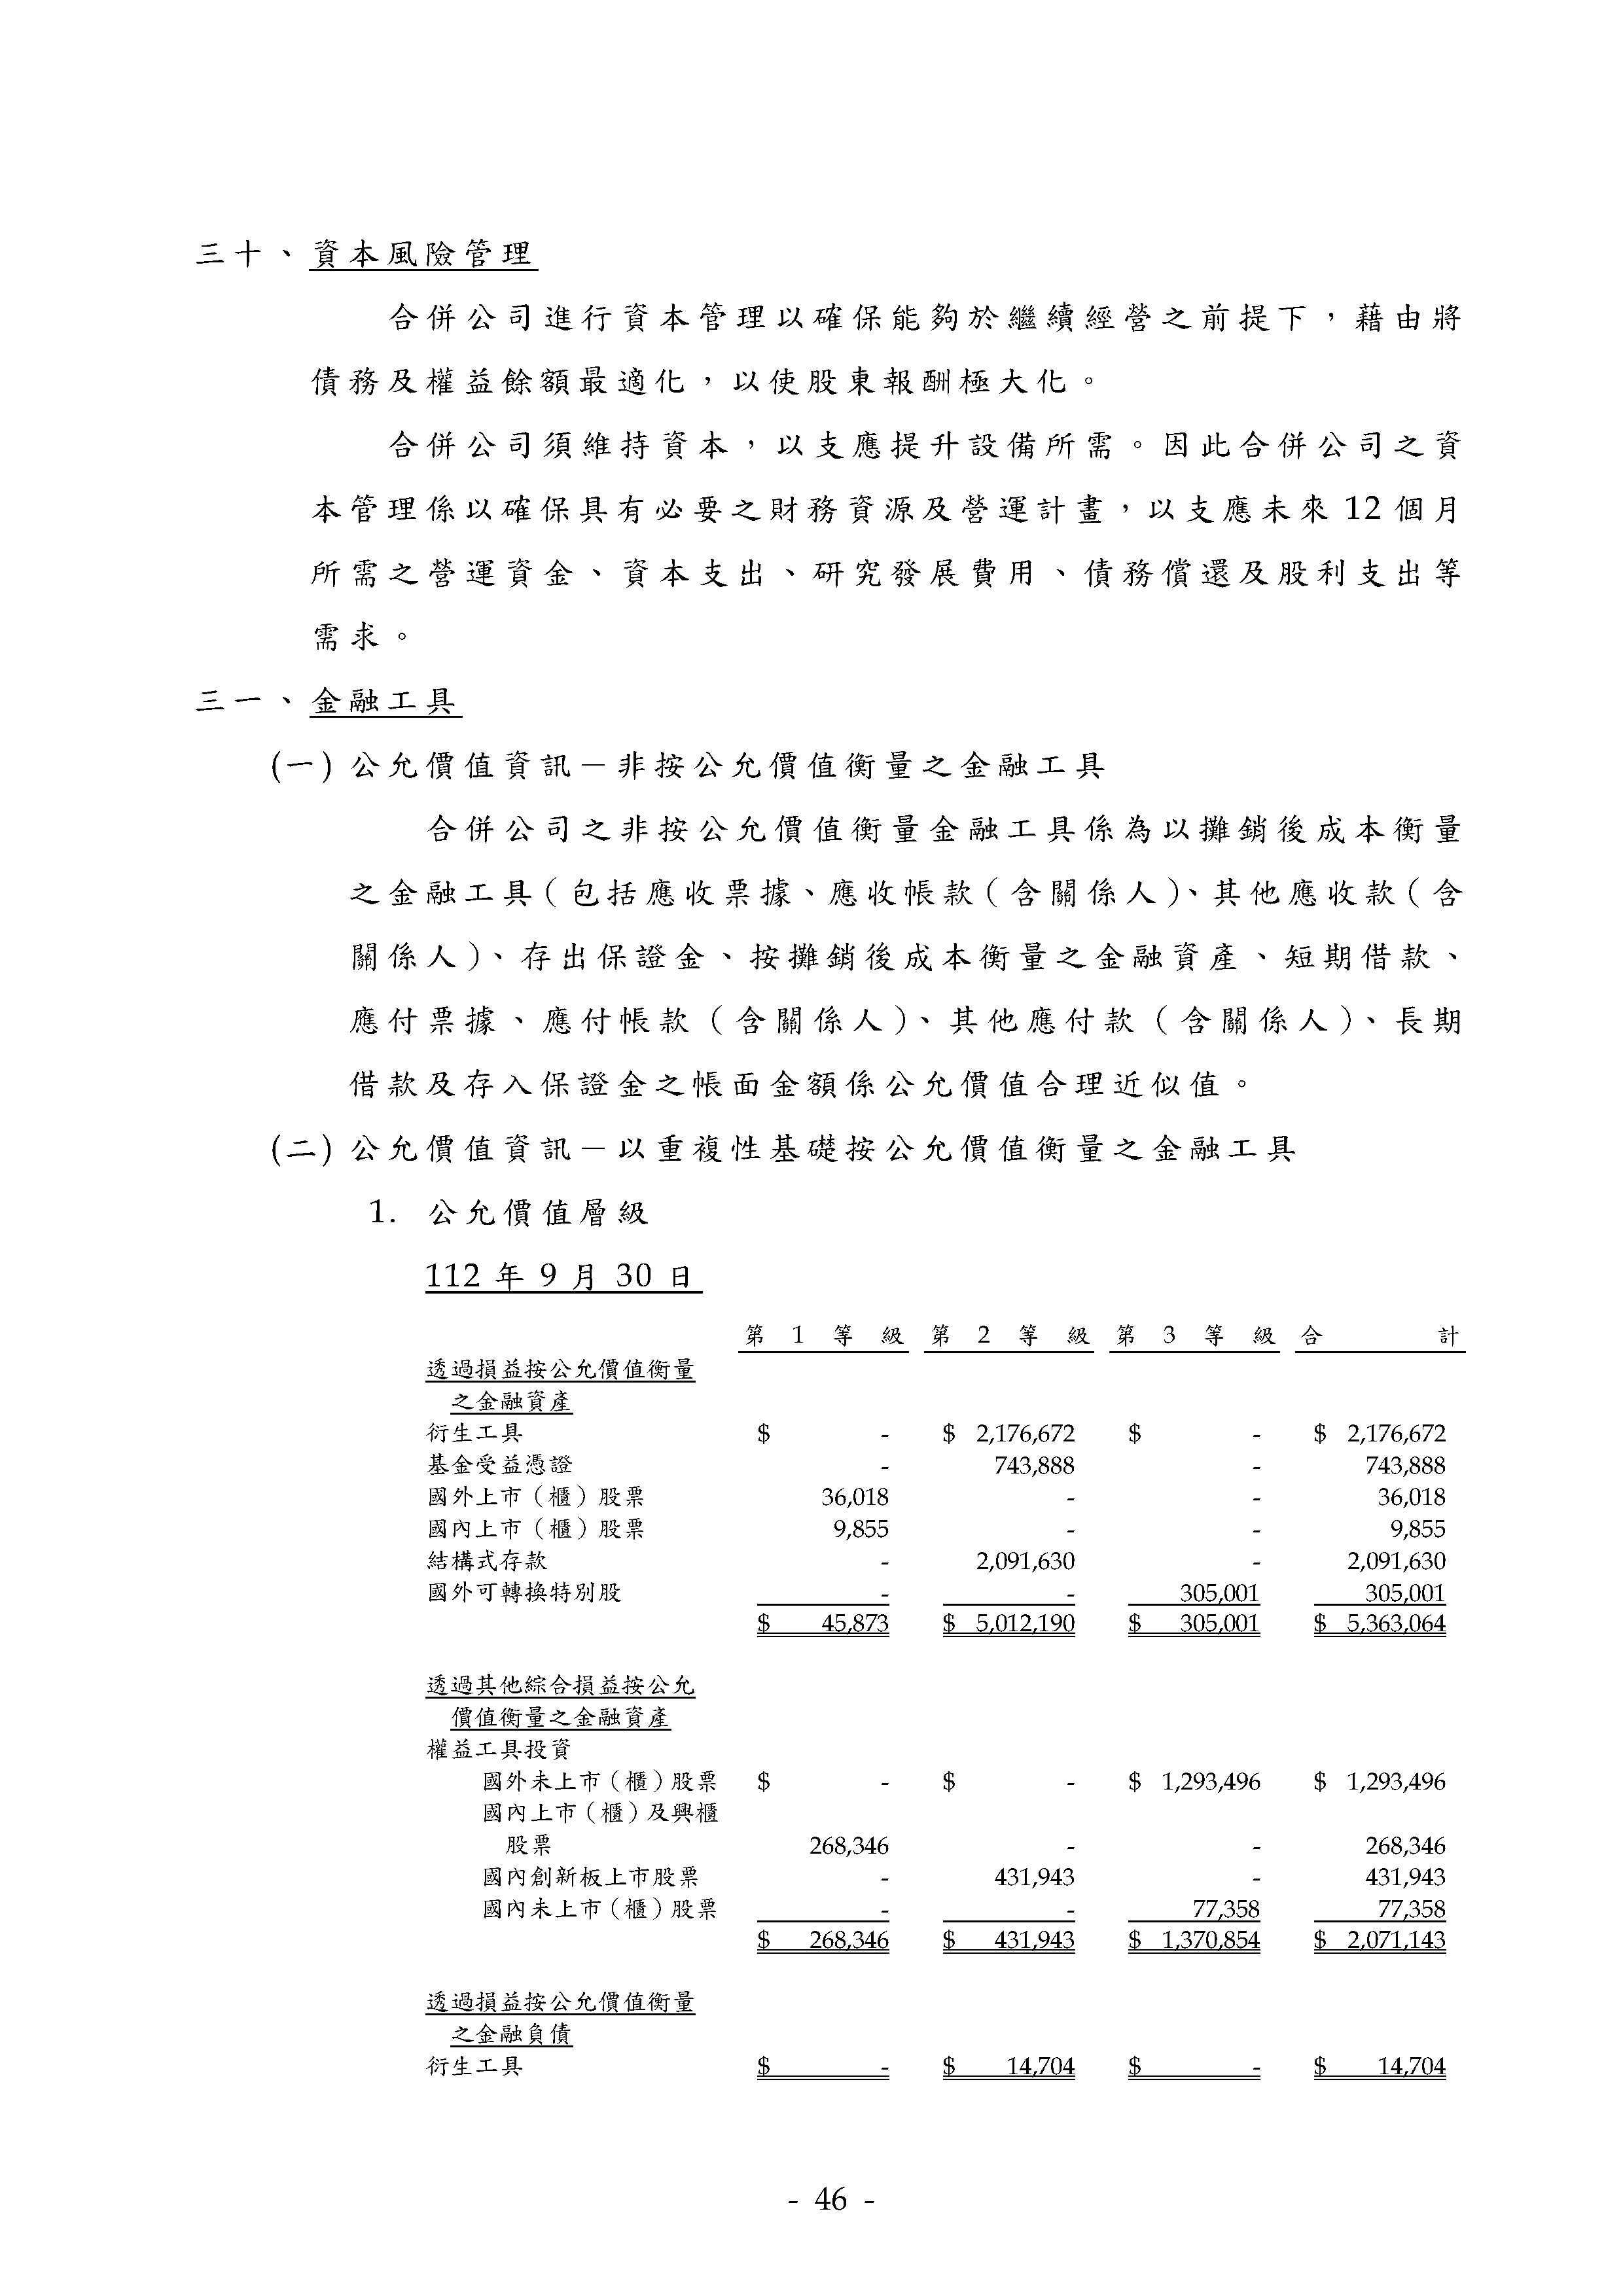 三十、資本風險管理
合併公司進行資本管理以確保能夠於繼續經營之前提下，藉由將
債務及權益餘額最適化，以使股東報酬極大化。
合併公司須維持資本，以支應提升設備所需。因此合併公司之資
本管理係以確保具有必要之財務資源及營運計畫，以支應未來 12 個月
所需之營運資金、資本支出、研究發展費用、債務償還及股利支出等
需求。
三一、金融工具
(一) 公允價值資訊－非按公允價值衡量之金融工具
合併公司之非按公允價值衡量金融工具係為以攤銷後成本衡量
之金融工具（包括應收票據、應收帳款（含關係人）、其他應收款（含
關係人）、存出保證金、按攤銷後成本衡量之金融資產、短期借款、
應付票據、應付帳款（含關係人）、其他應付款（含關係人）、長期
借款及存入保證金之帳面金額係公允價值合理近似值。
(二) 公允價值資訊－以重複性基礎按公允價值衡量之金融工具
1. 公允價值層級
112 年 9 月 30 日
第 1 等 級 第 2 等 級 第 3 等 級 合 計
透過損益按公允價值衡量
之金融資產
衍生工具 $ - $ 2,176,672 $ - $ 2,176,672
基金受益憑證 - 743,888 - 743,888
國外上市（櫃）股票 36,018 - - 36,018
國內上市（櫃）股票 9,855 - - 9,855
結構式存款 - 2,091,630 - 2,091,630
國外可轉換特別股 - - 305,001 305,001
$ 45,873 $ 5,012,190 $ 305,001 $ 5,363,064
透過其他綜合損益按公允
價值衡量之金融資產
權益工具投資
國外未上市（櫃）股票 $ - $ - $ 1,293,496 $ 1,293,496
國內上市（櫃）及興櫃
股票 268,346 - - 268,346
國內創新板上市股票 - 431,943 - 431,943
國內未上市（櫃）股票 - - 77,358 77,358
$ 268,346 $ 431,943 $ 1,370,854 $ 2,071,143
透過損益按公允價值衡量
之金融負債
衍生工具 $ - $ 14,704 $ - $ 14,704
- 46 -